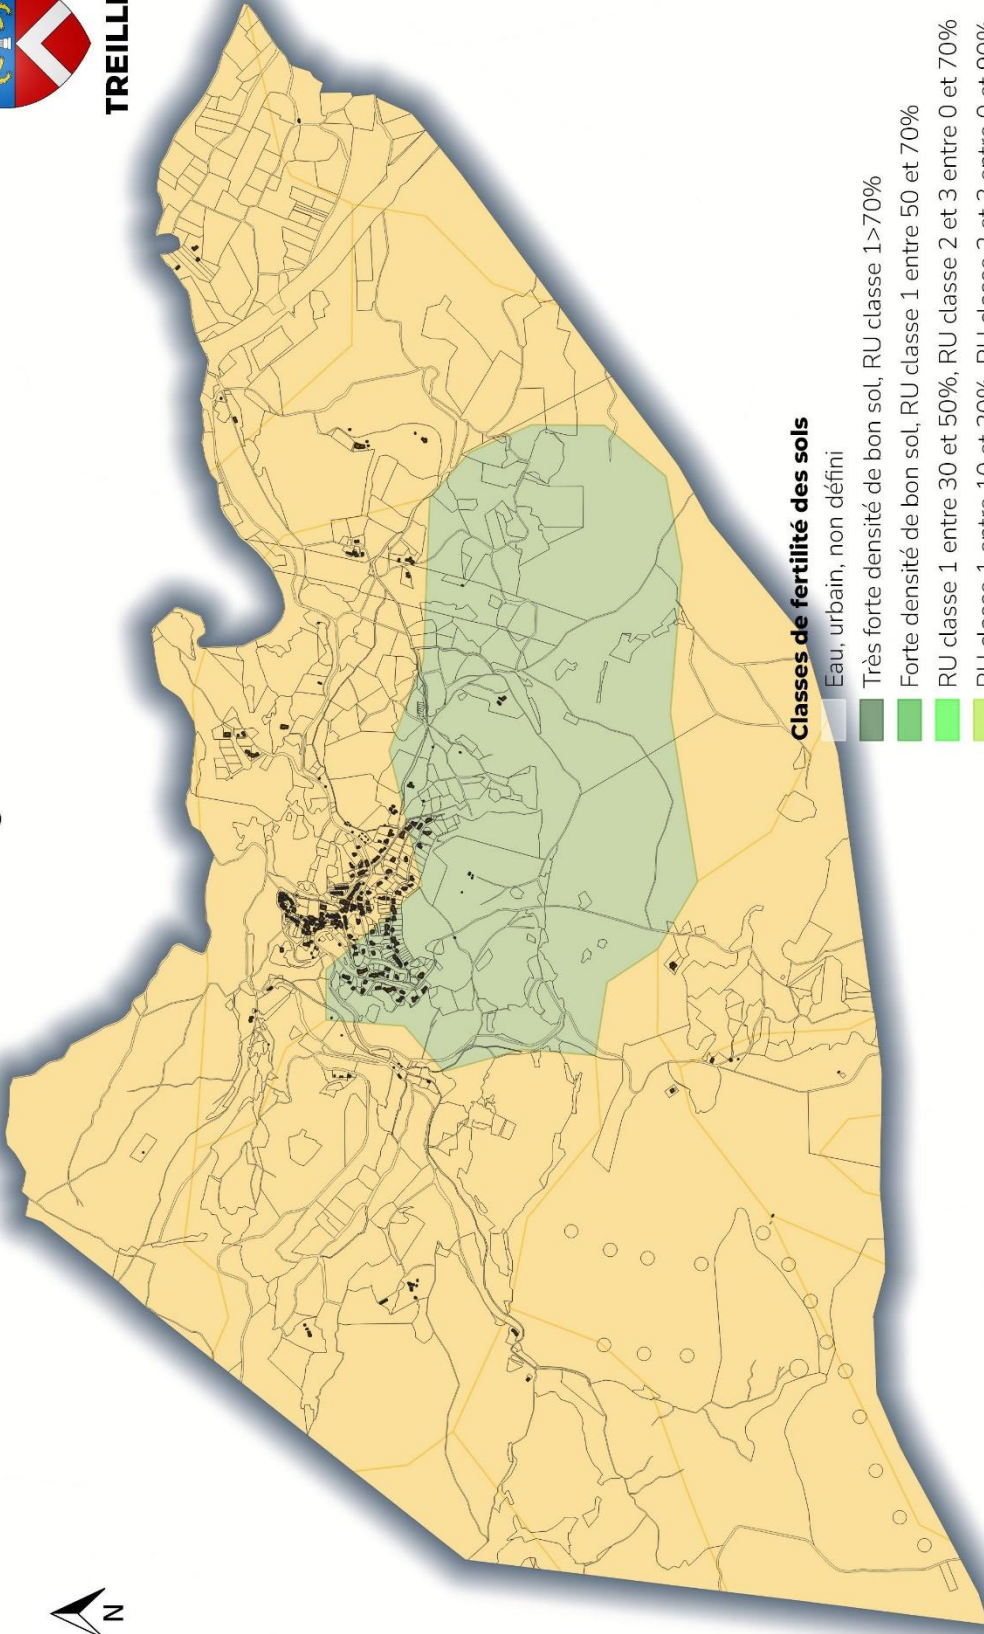 TREILL
N
Classes de fertilité des sols
Eau, urbain, non défini
Très forte densité de bon sol, RU classe 1>70%
Forte densité de bon sol, RU classe 1 entre 50 et 70%
RU classe 1 entre 30 et 50%, RU classe 2 et 3 entre 0 et 70%